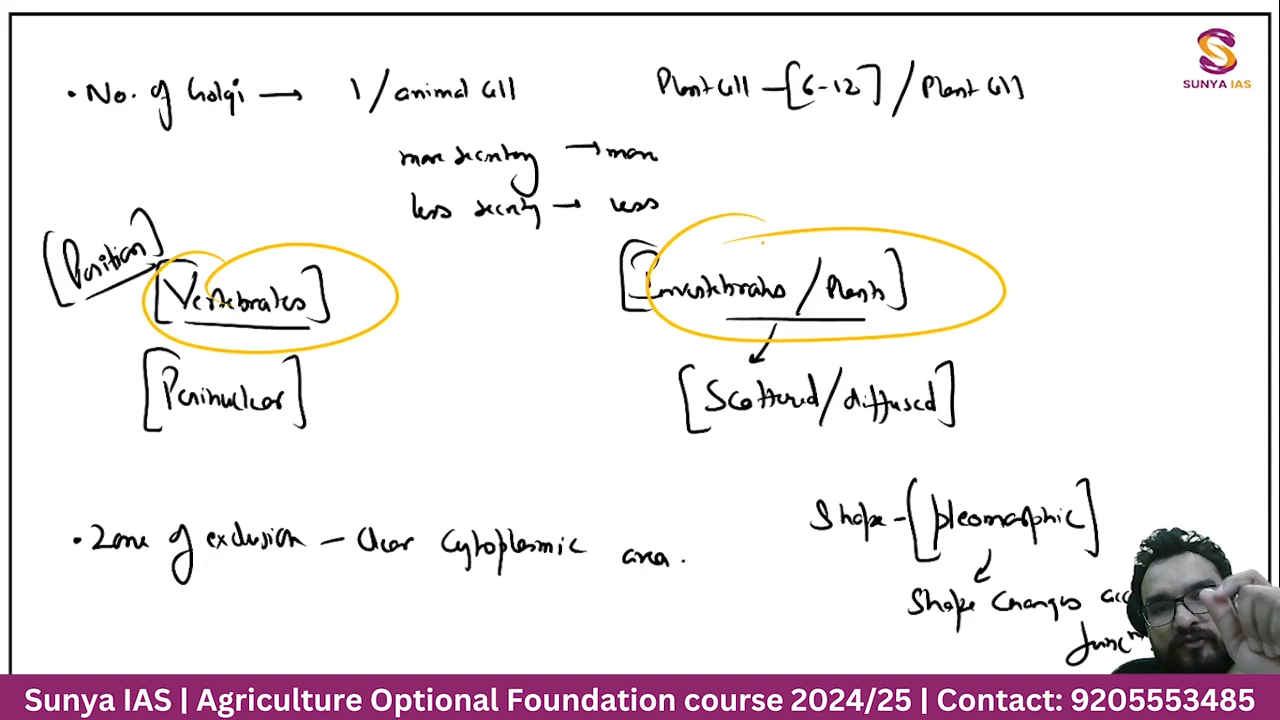 SUNYA IAS
• No. of Golgi → 1/animal cell
Plant cell - [6-12] / Plant cell
more secretory → more
less secrety → less
[Position]
[Vertebrates]
[Invertebrates / Plants]
[Perinuclear]
[Scattered/diffused]
Shape - [pleomorphic]
• Zone of exclusion - Clear Cytoplasmic area.
Shape Changes acc
Sunya IAS | Agriculture Optional Foundation course 2024/25 | Contact: 9205553485